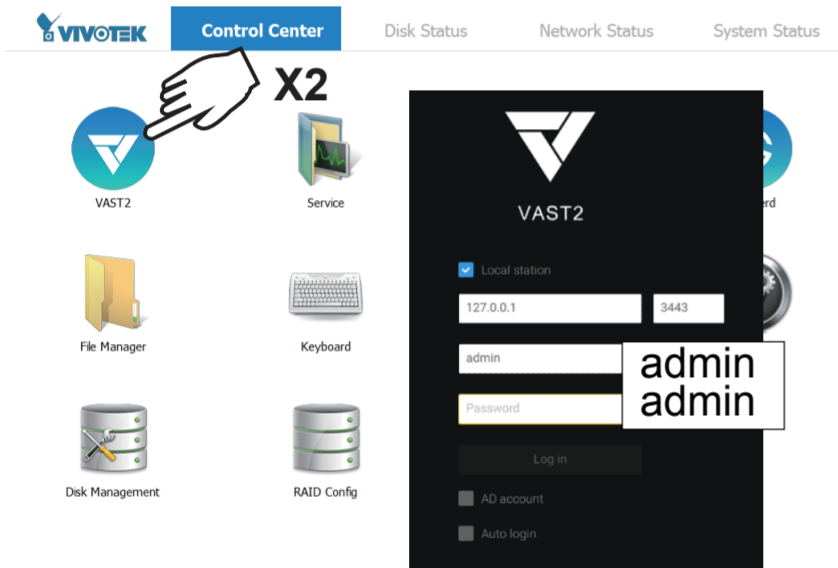 VIVOTEK
Control Center
Disk Status
Network Status
System Status
X2
VAST2
Service
rd
VAST2
Local station
127.0.0.1
3443
File Manager
Keyboard
admin
Password
admin
admin
Log in
Disk Management
RAID Config
AD account
Auto login